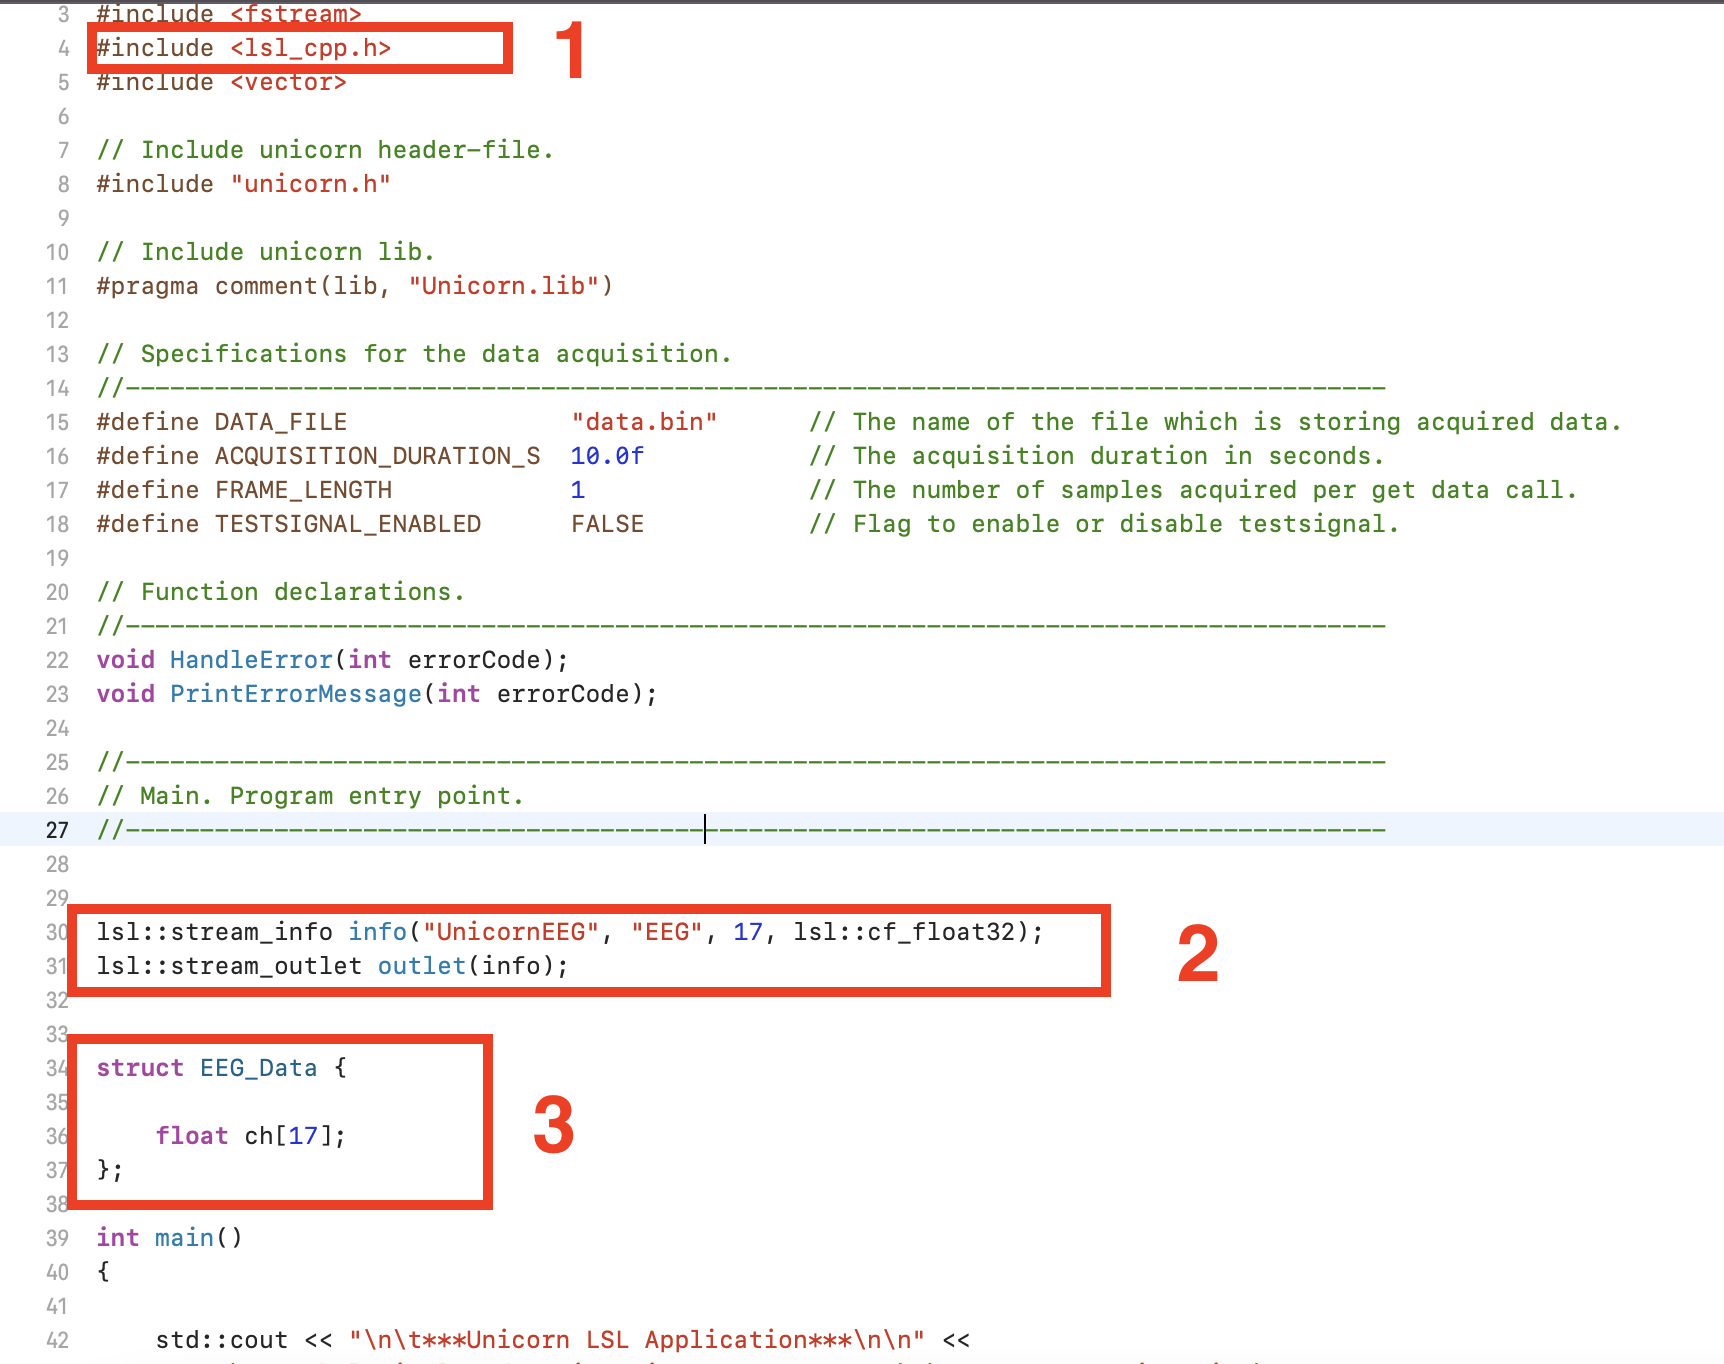 3 #include <fstream>
4 #include <lsl_cpp.h> 1
5 #include <vector>
6
7 // Include unicorn header-file.
8 #include "unicorn.h"
9
10 // Include unicorn lib.
11 #pragma comment(lib, "Unicorn.lib")
12
13 // Specifications for the data acquisition.
14 //-------------------------------------------------------------------------------------
15 #define DATA_FILE "data.bin" // The name of the file which is storing acquired data.
16 #define ACQUISITION_DURATION_S 10.0f // The acquisition duration in seconds.
17 #define FRAME_LENGTH 1 // The number of samples acquired per get data call.
18 #define TESTSIGNAL_ENABLED FALSE // Flag to enable or disable testsignal.
19
20 // Function declarations.
21 //-------------------------------------------------------------------------------------
22 void HandleError(int errorCode);
23 void PrintErrorMessage(int errorCode);
24
25 //-------------------------------------------------------------------------------------
26 // Main. Program entry point.
27 //-------------------------------------------------------------------------------------
28
29
30 lsl::stream_info info("UnicornEEG", "EEG", 17, lsl::cf_float32);
31 lsl::stream_outlet outlet(info); 2
32
33
34 struct EEG_Data {
35
36 float ch[17]; 3
37 };
38
39 int main()
40 {
41
42 std::cout << "\n\t***Unicorn LSL Application***\n\n" <<